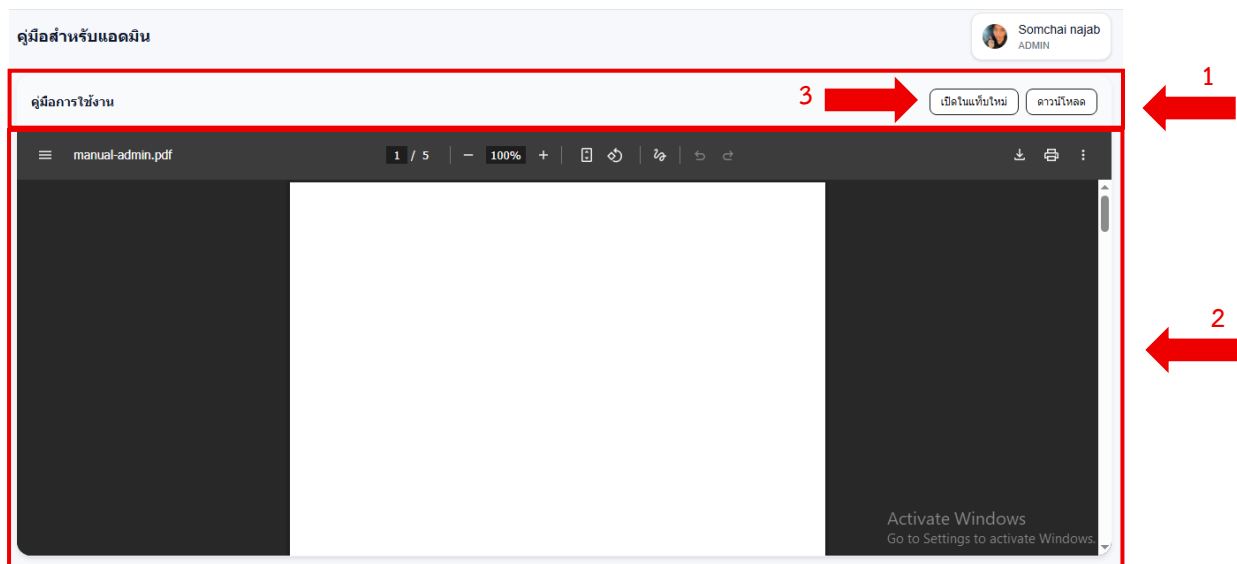 คู่มือสำหรับแอดมิน
Somchai najab
ADMIN
1
คู่มือการใช้งาน
3
เปิดในแท็บใหม่
ดาวน์โหลด
manual-admin.pdf
1 / 5
100%
2
Activate Windows
Go to Settings to activate Windows.